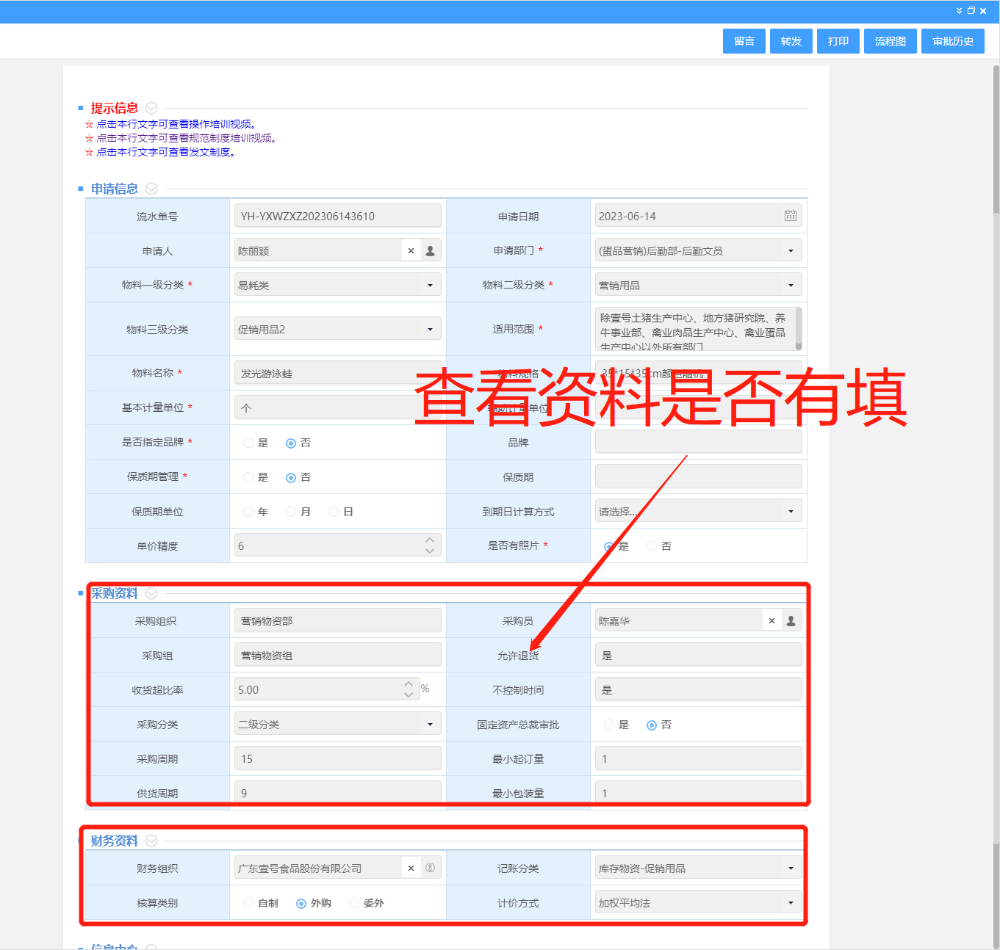 留言 转发 打印 流程图 审批历史
提示信息
☆ 点击本行文字可查看操作培训视频。
☆ 点击本行文字可查看规范制度培训视频。
☆ 点击本行文字可查看发文制度。
申请信息
流水单号 YH-YXWZXZ202306143610 申请日期 2023-06-14
申请人 陈丽颖 申请部门 * (蛋品营销)后勤部-后勤文员
物料一级分类 * 易耗类 物料二级分类 * 营销用品
物料三级分类 促销用品2 适用范围 *
除壹号土猪生产中心、地方猪研究院、养
牛事业部、禽业肉品生产中心、禽业蛋品
生产中心以外所有部门
物料名称 * 发光游泳蛙 物料规格 35*15*35cm颜色随机
查看资料是否有填
基本计量单位 * 个 辅助计量单位
是否指定品牌 * 是 否 品牌
保质期管理 * 是 否 保质期
保质期单位 年 月 日 到期日计算方式 请选择...
单价精度 6 是否有照片 * 是 否
采购资料
采购组织 营销物资部 采购员 陈嘉华
采购组 营销物资组 允许退货 是
收货超比率 5.00 % 不控制时间 是
采购分类 二级分类 固定资产总裁审批 是 否
采购周期 15 最小起订量 1
供货周期 9 最小包装量 1
财务资料
财务组织 广东壹号食品股份有限公司 记账分类 库存物资-促销用品
核算类别 自制 外购 委外 计价方式 加权平均法
信息中心